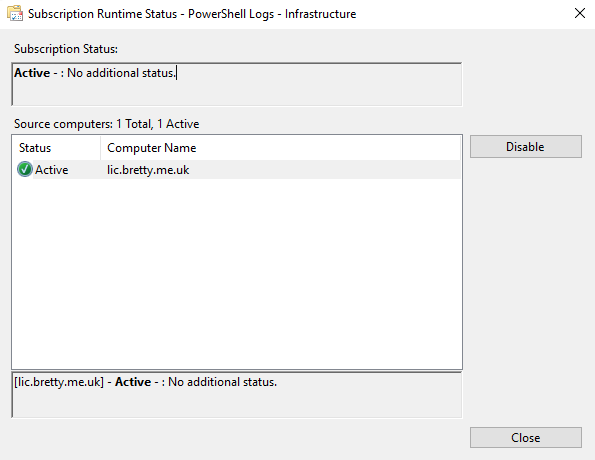 Subscription Runtime Status - PowerShell Logs - Infrastructure
Subscription Status:
Active - : No additional status.
Source computers: 1 Total, 1 Active
Status Computer Name
Disable
Active lic.bretty.me.uk
[lic.bretty.me.uk] - Active - : No additional status.
Close